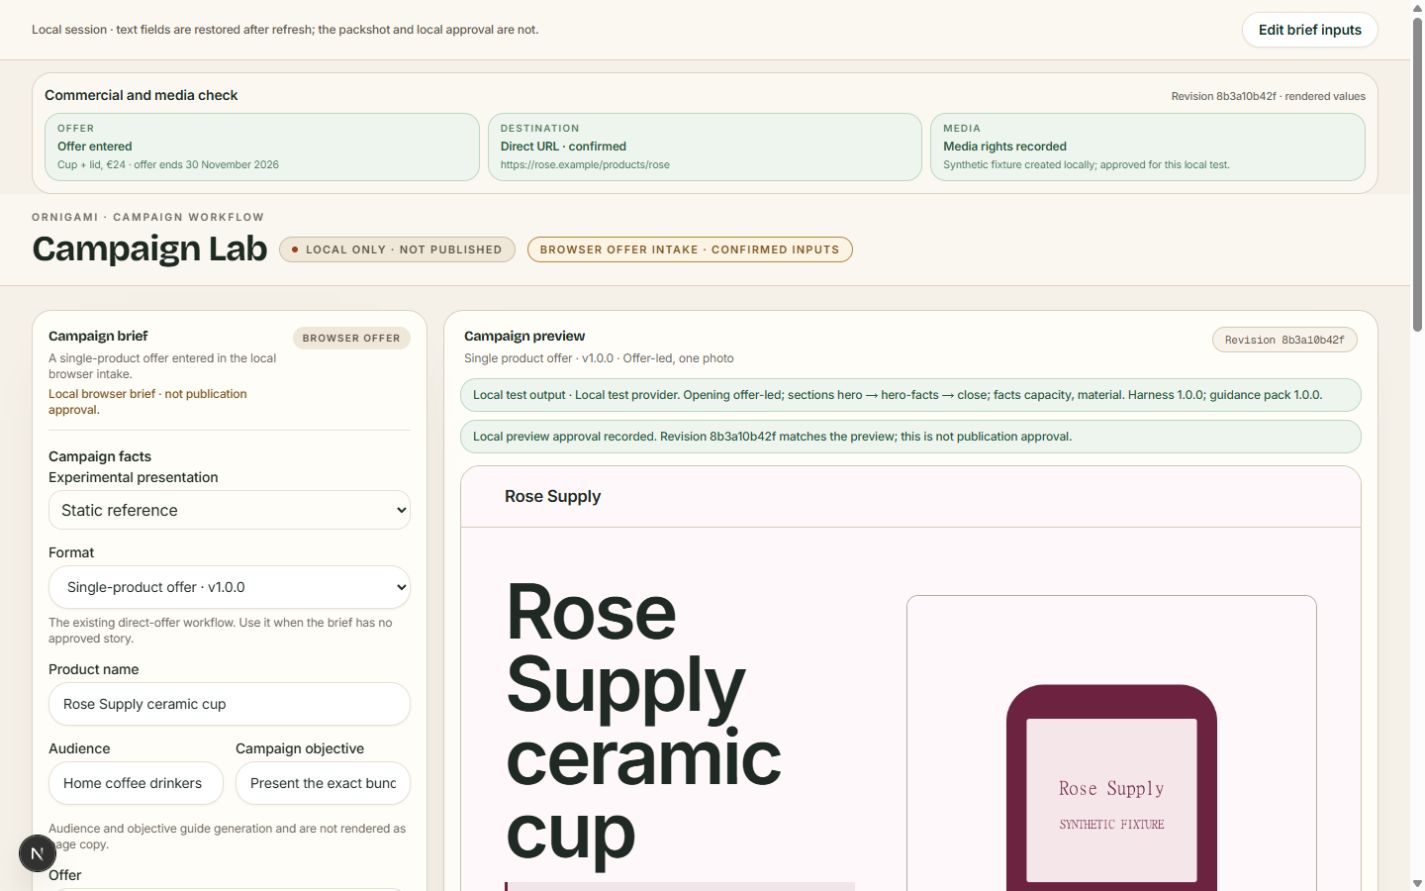 Local session · text fields are restored after refresh; the packshot and local approval are not.
Edit brief inputs
Commercial and media check
Revision 8b3a10b42f · rendered values
OFFER
Offer entered
Cup + lid, €24 · offer ends 30 November 2026
DESTINATION
Direct URL · confirmed
https://rose.example/products/rose
MEDIA
Media rights recorded
Synthetic fixture created locally; approved for this local test.
ORNIGAMI · CAMPAIGN WORKFLOW
Campaign Lab
LOCAL ONLY · NOT PUBLISHED
BROWSER OFFER INTAKE · CONFIRMED INPUTS
Campaign brief
BROWSER OFFER
A single-product offer entered in the local
browser intake.
Local browser brief · not publication
approval.
Campaign facts
Experimental presentation
Static reference
Format
Single-product offer · v1.0.0
The existing direct-offer workflow. Use it when the brief has no
approved story.
Product name
Rose Supply ceramic cup
Audience
Campaign objective
Home coffee drinkers
Present the exact bund
Audience and objective guide generation and are not rendered as
age copy.
N
Offer
Campaign preview
Single product offer · v1.0.0 · Offer-led, one photo
Revision 8b3a10b42f
Local test output · Local test provider. Opening offer-led; sections hero → hero-facts → close; facts capacity, material. Harness 1.0.0; guidance pack 1.0.0.
Local preview approval recorded. Revision 8b3a10b42f matches the preview; this is not publication approval.
Rose Supply
Rose
Supply
ceramic
cup
Rose Supply
SYNTHETIC FIXTURE